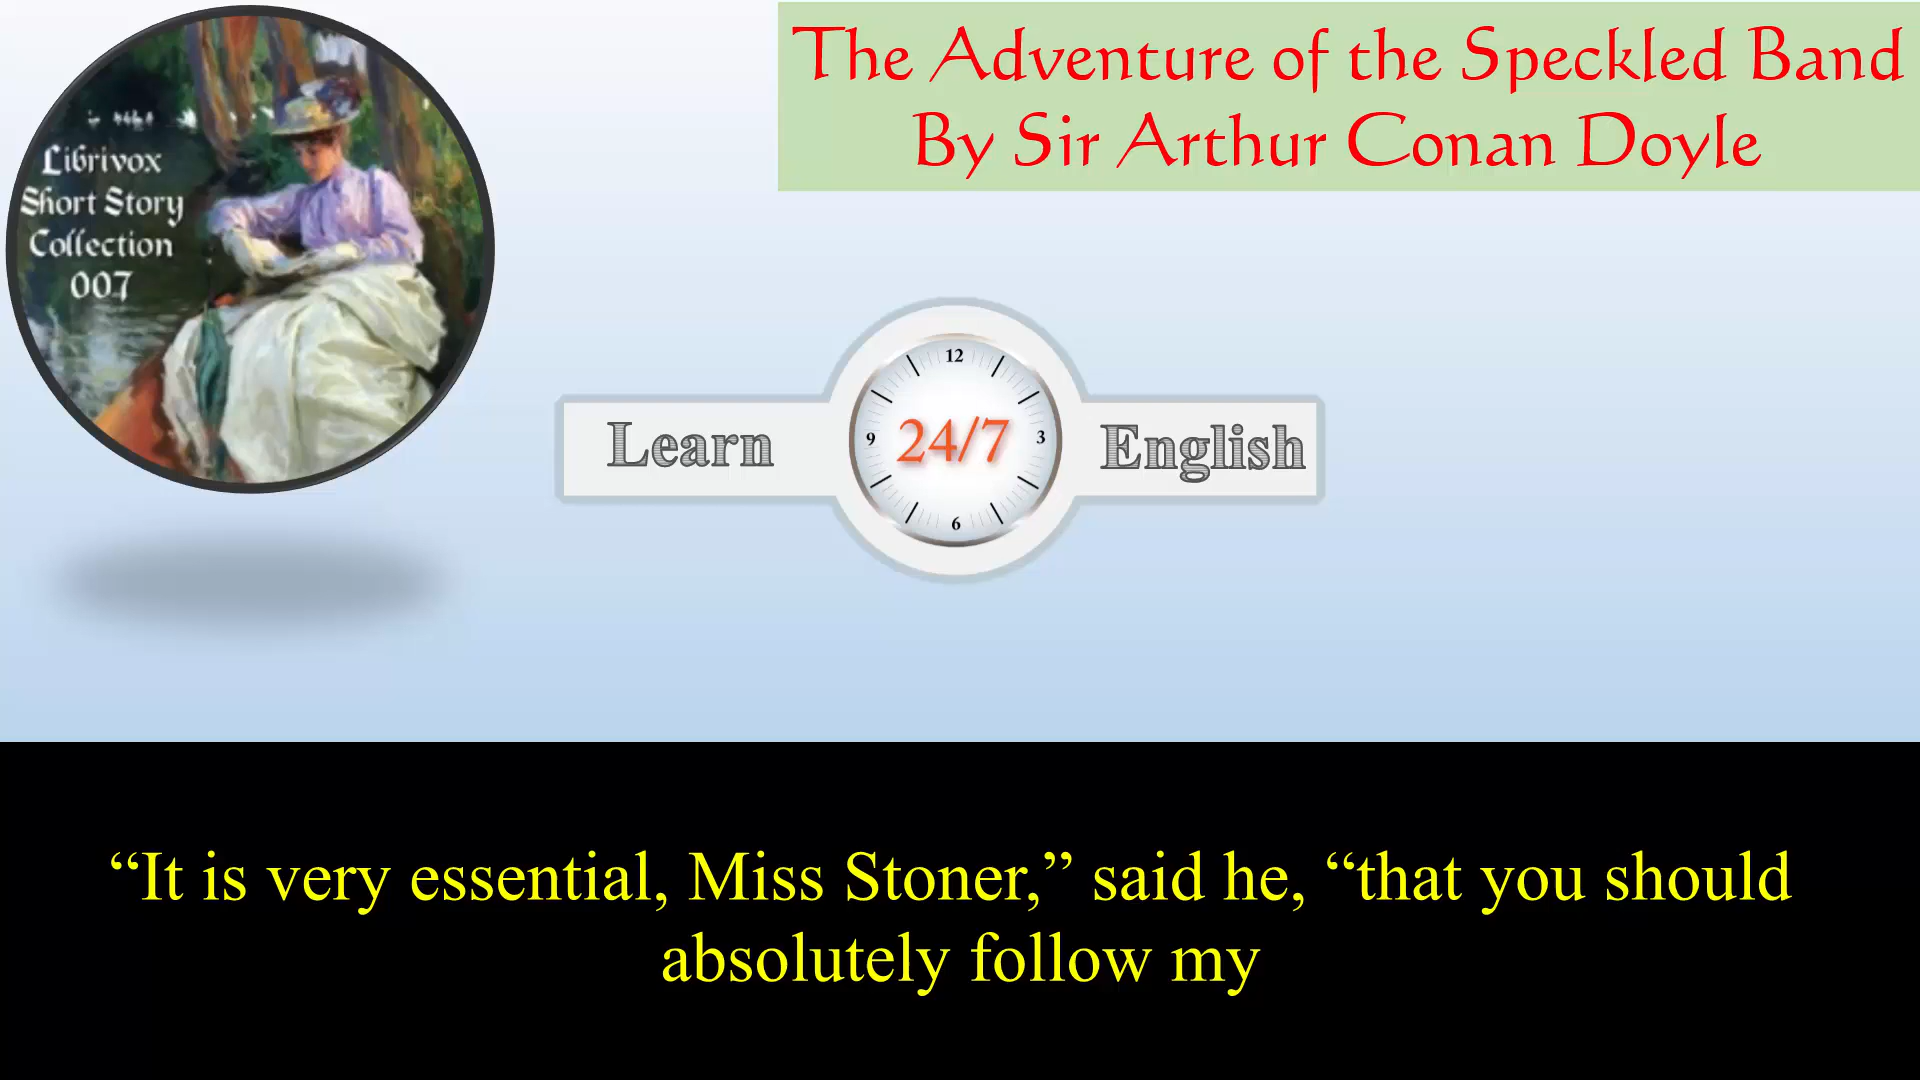 The Adventure of the Speckled Band
By Sir Arthur Conan Doyle
Librivox
Short Story
Collection
007
12
9
3
6
Learn 24/7 English
“It is very essential, Miss Stoner,” said he, “that you should
absolutely follow my